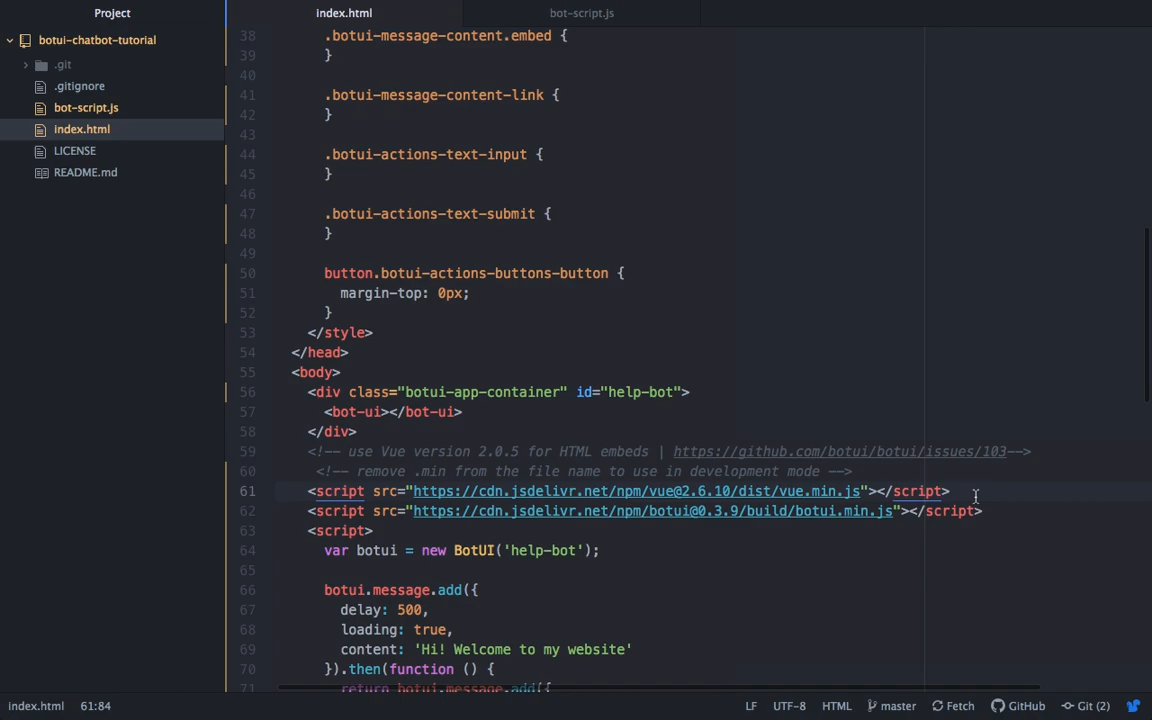 Project
botui-chatbot-tutorial
.git
.gitignore
bot-script.js
index.html
LICENSE
README.md
index.html
bot-script.js
38 .botui-message-content.embed {
39 }
40
41 .botui-message-content-link {
42 }
43
44 .botui-actions-text-input {
45 }
46
47 .botui-actions-text-submit {
48 }
49
50 button.botui-actions-buttons-button {
51 margin-top: 0px;
52 }
53 </style>
54 </head>
55 <body>
56 <div class="botui-app-container" id="help-bot">
57 <bot-ui></bot-ui>
58 </div>
59 <!-- use Vue version 2.0.5 for HTML embeds | https://github.com/botui/botui/issues/103-->
60 <!-- remove .min from the file name to use in development mode -->
61 <script src="https://cdn.jsdelivr.net/npm/vue@2.6.10/dist/vue.min.js"></script>
62 <script src="https://cdn.jsdelivr.net/npm/botui@0.3.9/build/botui.min.js"></script>
63 <script>
64 var botui = new BotUI('help-bot');
65
66 botui.message.add({
67 delay: 500,
68 loading: true,
69 content: 'Hi! Welcome to my website'
70 }).then(function () {
71 return botui.message.add({
index.html 61:84 LF UTF-8 HTML master Fetch GitHub Git (2)